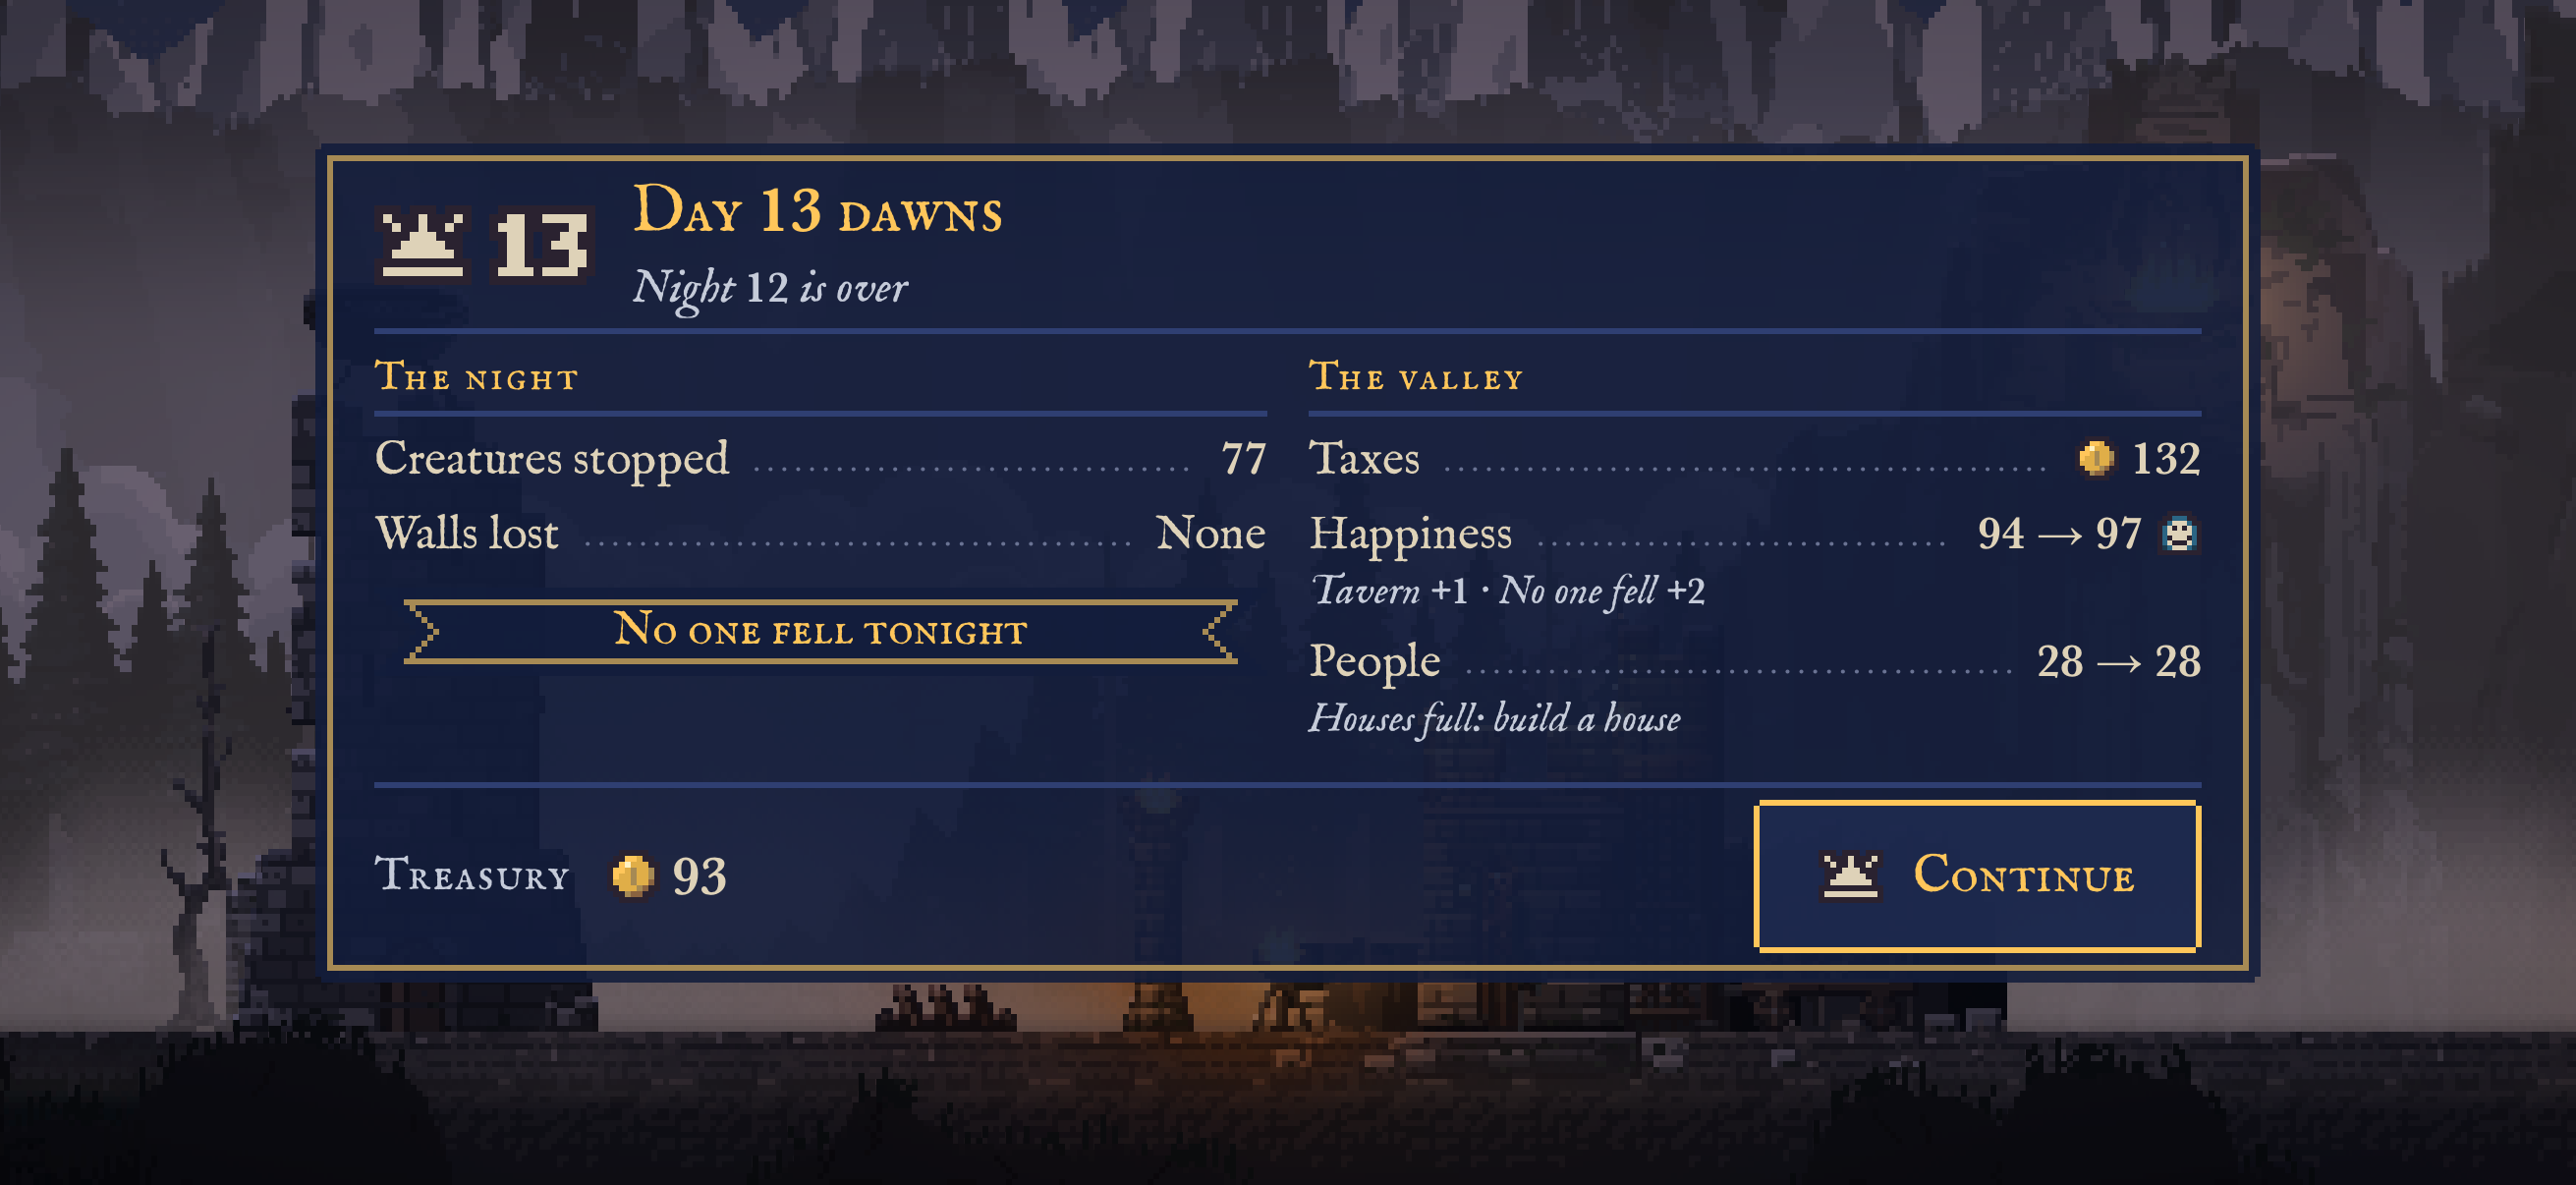 13
Day 13 dawns
Night 12 is over
The night
Creatures stopped 77
Walls lost None
No one fell tonight
The valley
Taxes 132
Happiness 94 → 97
Tavern +1 · No one fell +2
People 28 → 28
Houses full: build a house
Treasury 93
Continue